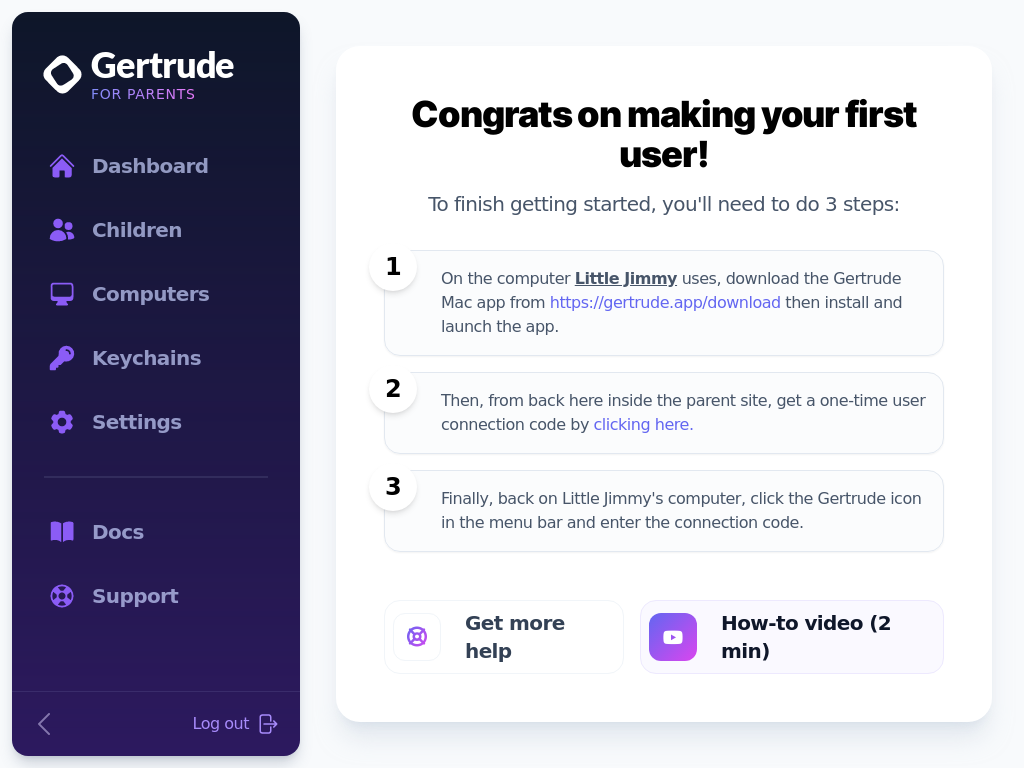 Gertrude
FOR PARENTS
Dashboard
Children
Computers
Keychains
Settings
Docs
Support
Log out
Congrats on making your first
user!
To finish getting started, you'll need to do 3 steps:
1
On the computer Little Jimmy uses, download the Gertrude
Mac app from https://gertrude.app/download then install and
launch the app.
2
Then, from back here inside the parent site, get a one-time user
connection code by clicking here.
3
Finally, back on Little Jimmy's computer, click the Gertrude icon
in the menu bar and enter the connection code.
Get more
help
How-to video (2
min)